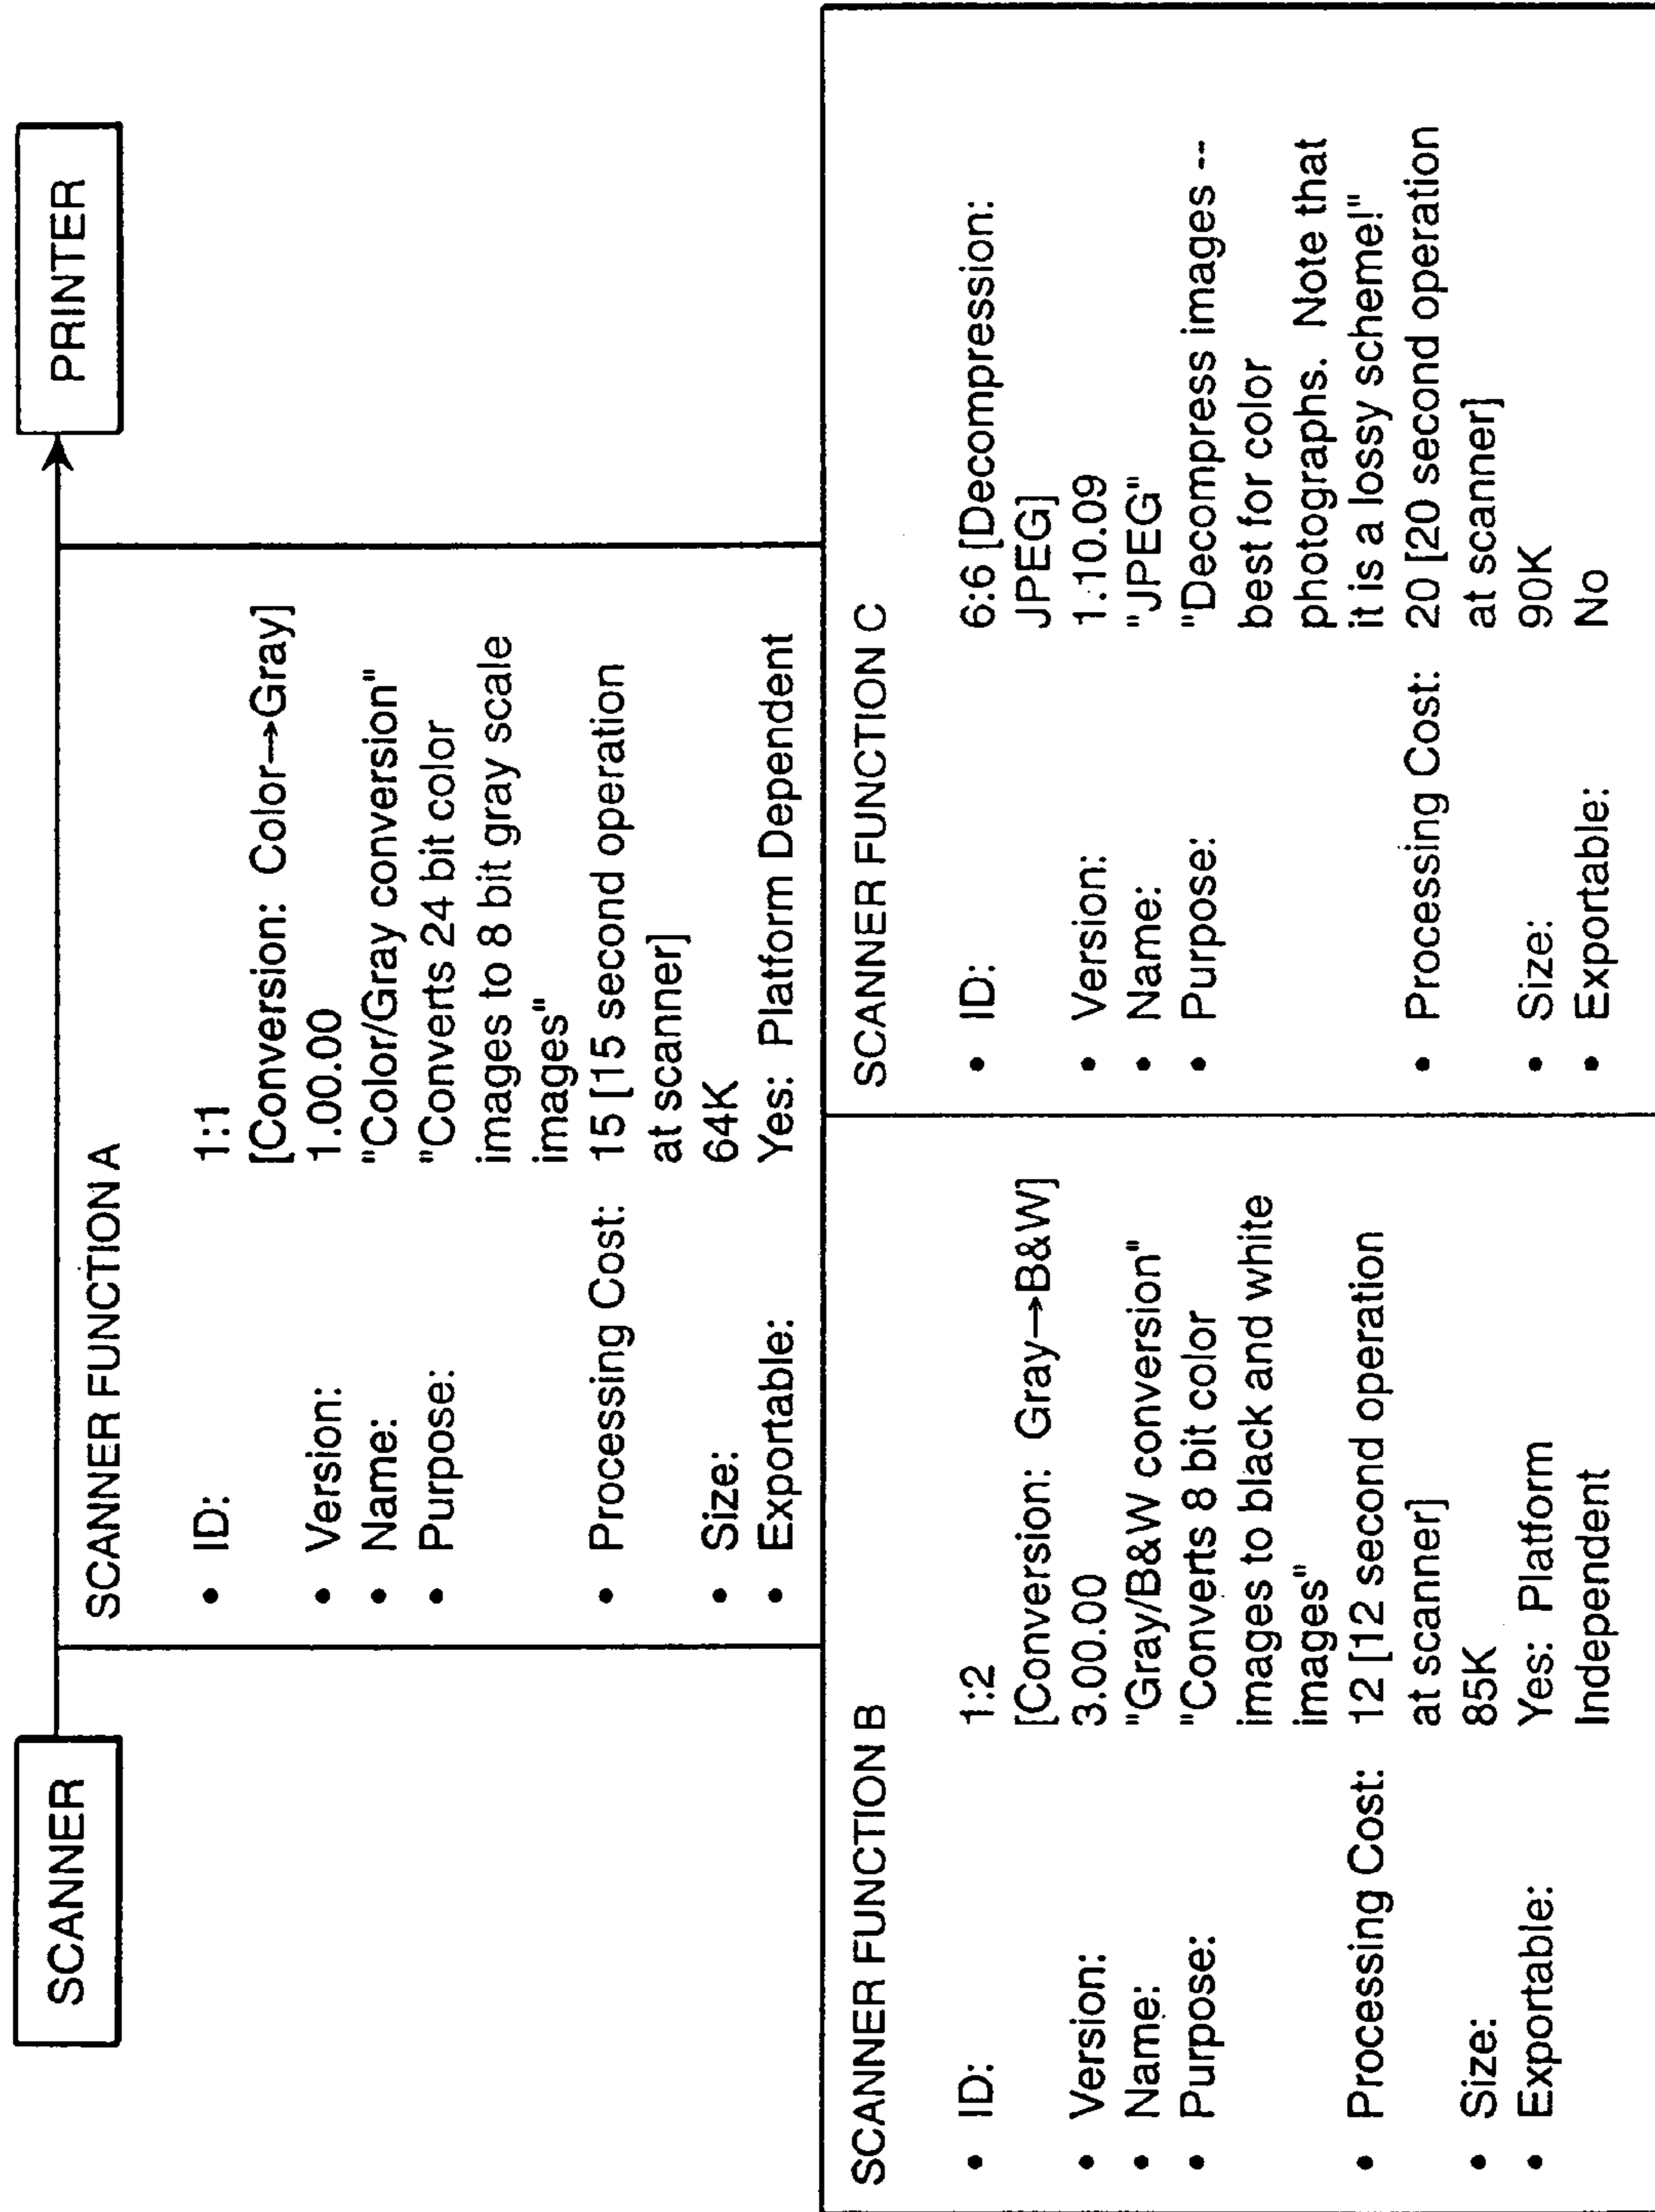 SCANNER
PRINTER
SCANNER FUNCTION A
• ID: 1:1
[Conversion: Color→Gray]
• Version: 1.00.00
• Name: "Color/Gray conversion"
• Purpose: "Converts 24 bit color
images to 8 bit gray scale
images"
• Processing Cost: 15 [15 second operation
at scanner]
• Size: 64K
• Exportable: Yes: Platform Dependent
SCANNER FUNCTION B
• ID: 1:2
[Conversion: Gray→B&W]
• Version: 3.00.00
• Name: "Gray/B&W conversion"
• Purpose: "Converts 8 bit color
images to black and white
images"
• Processing Cost: 12 [12 second operation
at scanner]
• Size: 85K
• Exportable: Yes: Platform
Independent
SCANNER FUNCTION C
• ID: 6:6 [Decompression:
JPEG]
• Version: 1.10.09
• Name: "JPEG"
• Purpose: "Decompress images --
best for color
photographs. Note that
it is a lossy scheme!"
• Processing Cost: 20 [20 second operation
at scanner]
• Size: 90K
• Exportable: No